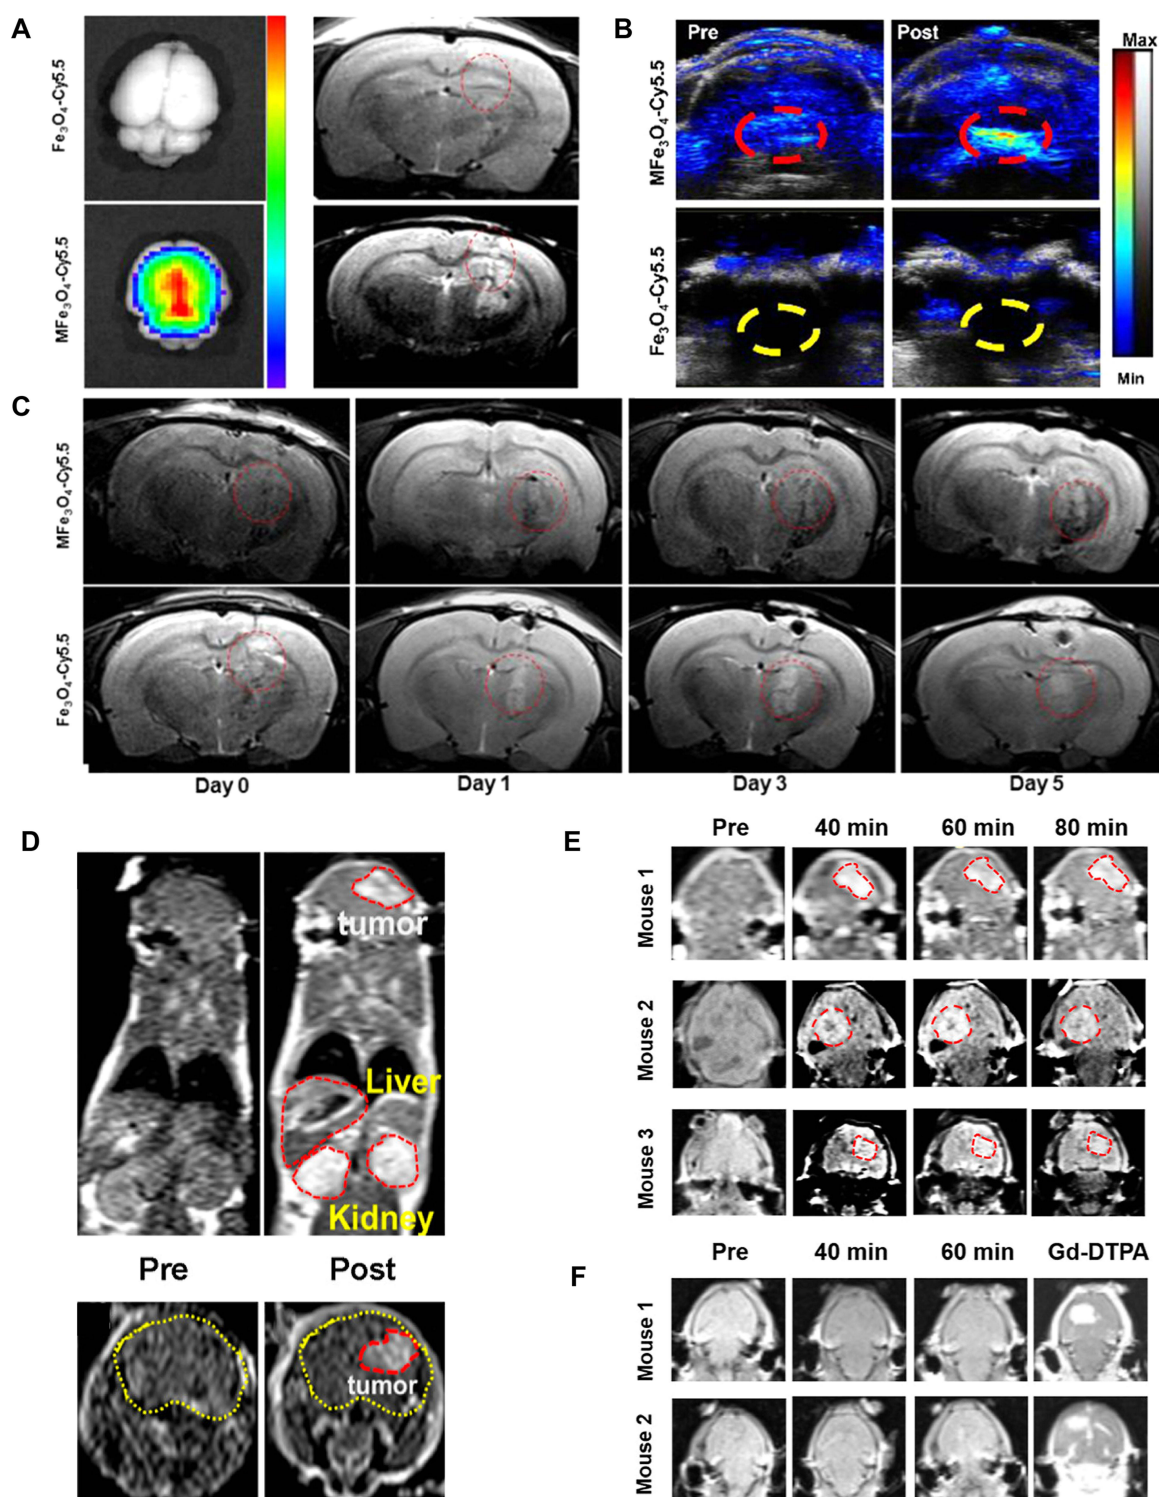 A
Fe₃O₄-Cy5.5
MFe₃O₄-Cy5.5
B
MFe₃O₄-Cy5.5
Fe₃O₄-Cy5.5
Pre
Post
Max
Min
C
MFe₃O₄-Cy5.5
Fe₃O₄-Cy5.5
Day 0
Day 1
Day 3
Day 5
D
tumor
Liver
Kidney
Pre
Post
tumor
E
Pre
40 min
60 min
80 min
Mouse 1
Mouse 2
Mouse 3
F
Pre
40 min
60 min
Gd-DTPA
Mouse 1
Mouse 2